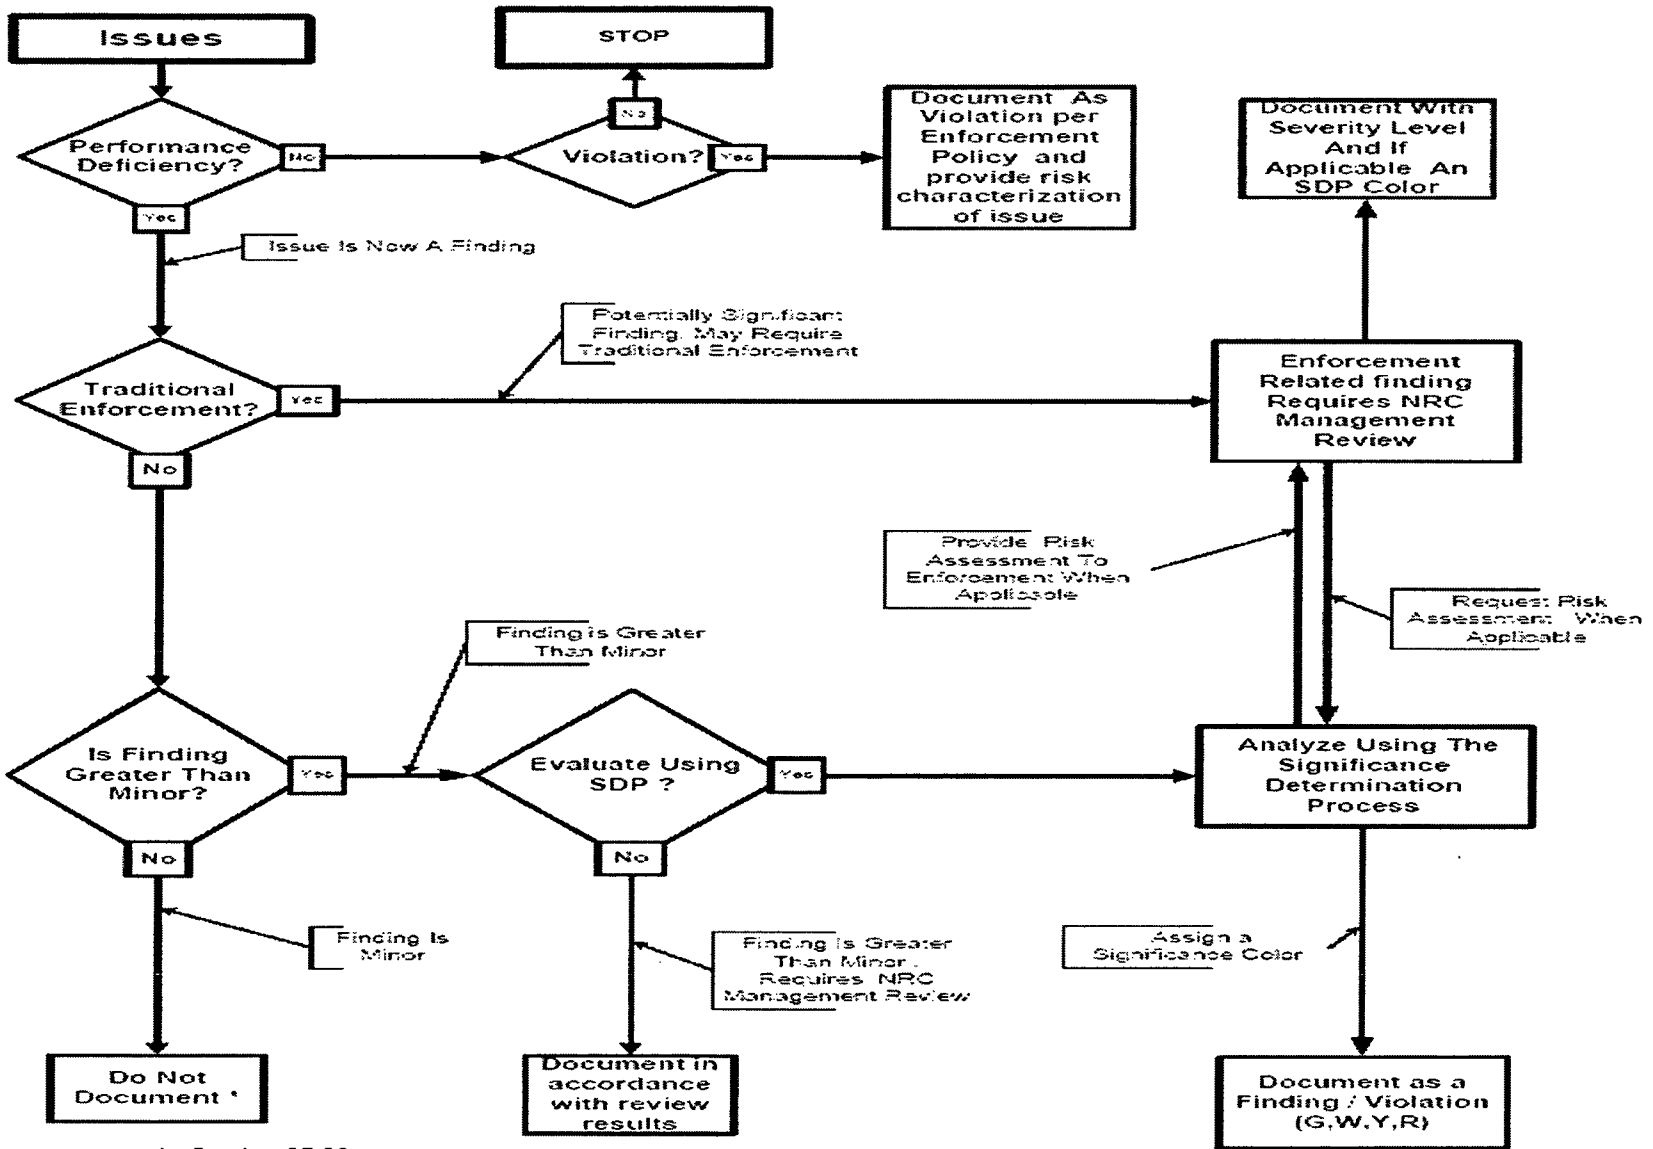 Issues
STOP
Performance
Deficiency?
No
Yes
Violation?
No
Yes
Document As
Violation per
Enforcement
Policy and
provide risk
characterization
of issue
Document With
Severity Level
And If
Applicable An
SDP Color
Issue Is Now A Finding
Potentially Significant
Finding. May Require
Traditional Enforcement
Traditional
Enforcement?
Yes
No
Enforcement
Related finding
Requires NRC
Management
Review
Provide Risk
Assessment To
Enforcement When
Applicable
Request Risk
Assessment When
Applicable
Finding is Greater
Than Minor
Is Finding
Greater Than
Minor?
Yes
No
Evaluate Using
SDP ?
Yes
No
Analyze Using The
Significance
Determination
Process
Finding Is
Minor
Finding Is Greater
Than Minor.
Requires NRC
Management Review
Assign a
Significance Color
Do Not
Document *
Document in
accordance
with review
results
Document as a
Finding / Violation
(G,W,Y,R)